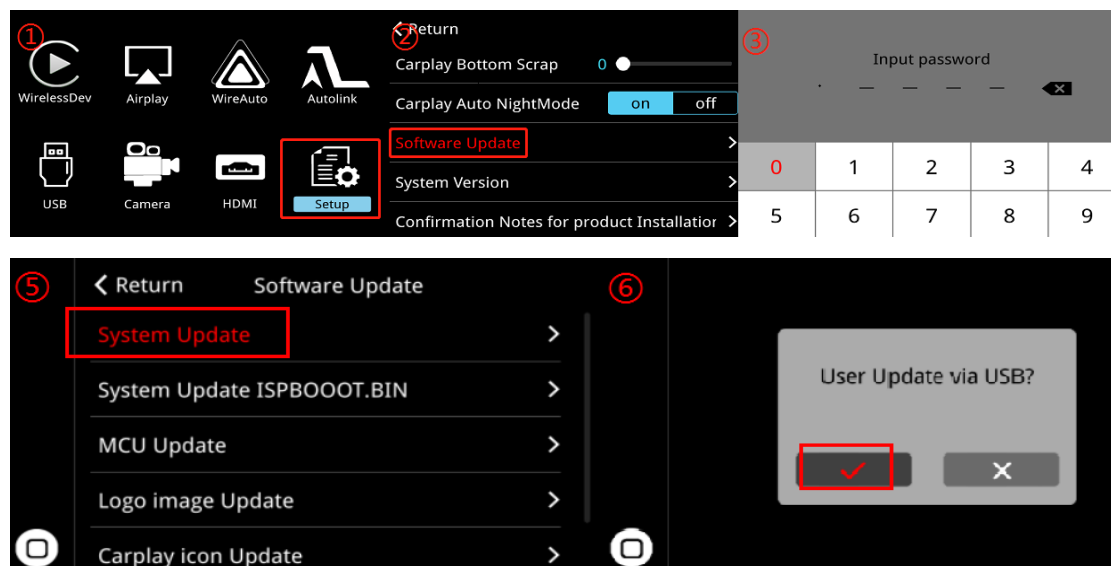 ①
WirelessDev
Airplay
WireAuto
Autolink
USB
Camera
HDMI
Setup
②
Return
Carplay Bottom Scrap 0
Carplay Auto NightMode on off
Software Update
System Version
Confirmation Notes for product Installation
③
Input password
0 1 2 3 4
5 6 7 8 9
⑤
Return Software Update
System Update
System Update ISPBOOOT.BIN
MCU Update
Logo image Update
Carplay icon Update
⑥
User Update via USB?